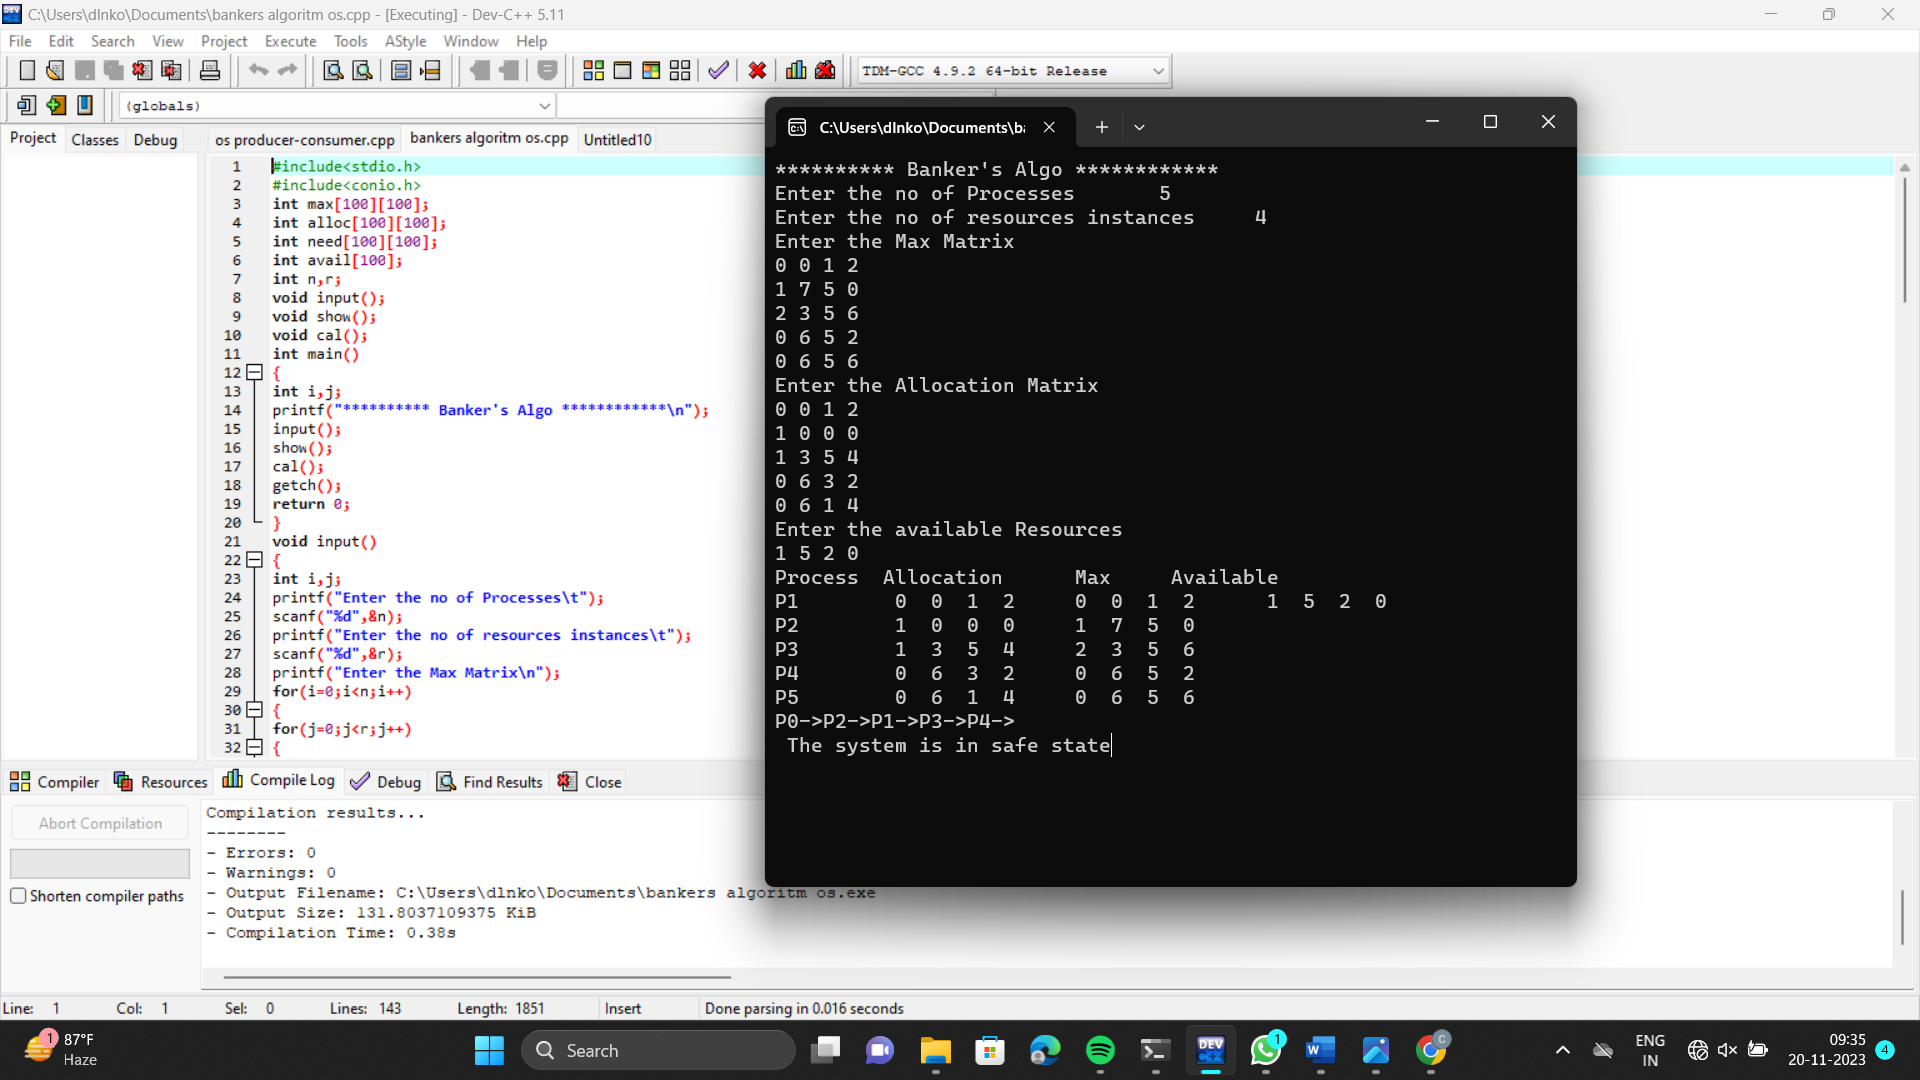 C:\Users\dlnko\Documents\bankers algoritm os.cpp - [Executing] - Dev-C++ 5.11
File Edit Search View Project Execute Tools AStyle Window Help
TDM-GCC 4.9.2 64-bit Release
(globals)
Project Classes Debug
os producer-consumer.cpp bankers algoritm os.cpp Untitled10
1 #include<stdio.h>
2 #include<conio.h>
3 int max[100][100];
4 int alloc[100][100];
5 int need[100][100];
6 int avail[100];
7 int n,r;
8 void input();
9 void show();
10 void cal();
11 int main()
12 {
13 int i,j;
14 printf("********** Banker's Algo ************\n");
15 input();
16 show();
17 cal();
18 getch();
19 return 0;
20 }
21 void input()
22 {
23 int i,j;
24 printf("Enter the no of Processes\t");
25 scanf("%d",&n);
26 printf("Enter the no of resources instances\t");
27 scanf("%d",&r);
28 printf("Enter the Max Matrix\n");
29 for(i=0;i<n;i++)
30 {
31 for(j=0;j<r;j++)
32 {
C:\Users\dlnko\Documents\ba
********** Banker's Algo ************
Enter the no of Processes 5
Enter the no of resources instances 4
Enter the Max Matrix
0 0 1 2
1 7 5 0
2 3 5 6
0 6 5 2
0 6 5 6
Enter the Allocation Matrix
0 0 1 2
1 0 0 0
1 3 5 4
0 6 3 2
0 6 1 4
Enter the available Resources
1 5 2 0
Process Allocation Max Available
P1 0 0 1 2 0 0 1 2 1 5 2 0
P2 1 0 0 0 1 7 5 0
P3 1 3 5 4 2 3 5 6
P4 0 6 3 2 0 6 5 2
P5 0 6 1 4 0 6 5 6
P0->P2->P1->P3->P4->
The system is in safe state
Compiler Resources Compile Log Debug Find Results Close
Abort Compilation
Shorten compiler paths
Compilation results...
--------
- Errors: 0
- Warnings: 0
- Output Filename: C:\Users\dlnko\Documents\bankers algoritm os.exe
- Output Size: 131.8037109375 KiB
- Compilation Time: 0.38s
Line: 1 Col: 1 Sel: 0 Lines: 143 Length: 1851 Insert Done parsing in 0.016 seconds
1
87°F
Haze
Search
DEV
C++
1
C
ENG
IN
09:35
20-11-2023
4